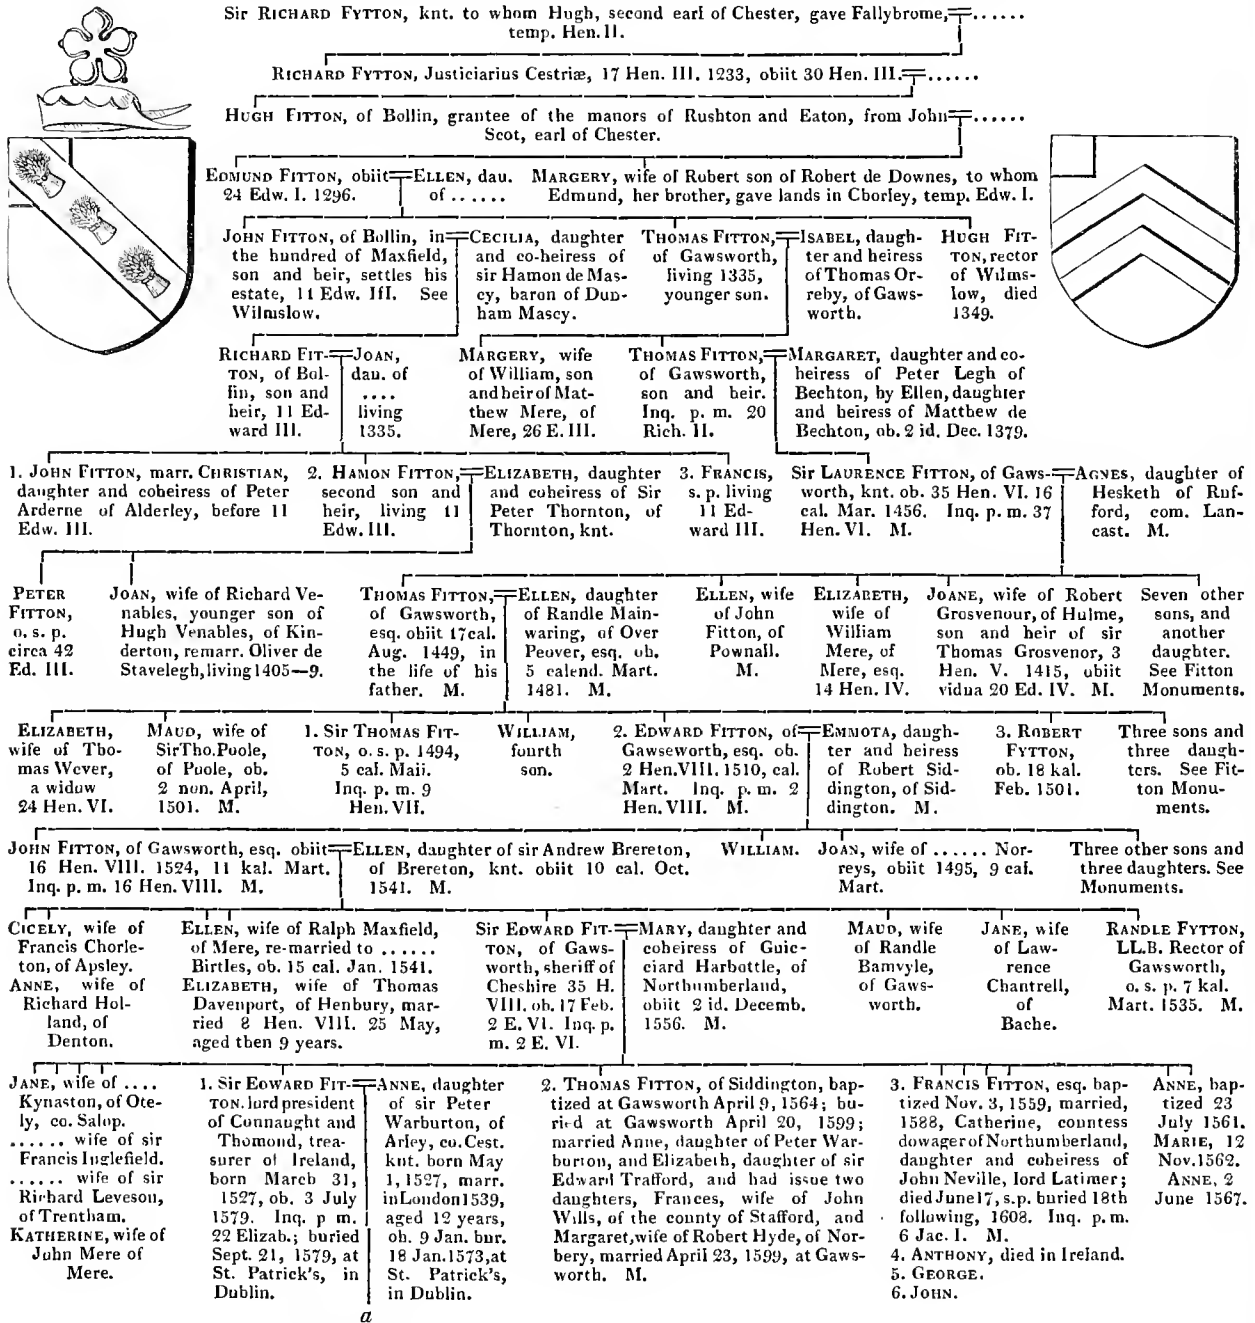 Sir RICHARD FYTTON, knt. to whom Hugh, second earl of Chester, gave Fallybrome,╤......
temp. Hen. II.
RICHARD FYTTON, Justiciarius Cestriæ, 17 Hen. III. 1233, obiit 30 Hen. III.╤......
HUGH FITTON, of Bollin, grantee of the manors of Rushton and Eaton, from John╤......
Scot, earl of Chester.
EDMUND FITTON, obiit╤ELLEN, dau.
24 Edw. I. 1296.
of ......
MARGERY, wife of Robert son of Robert de Downes, to whom
Edmund, her brother, gave lands in Chorley, temp. Edw. I.
JOHN FITTON, of Bollin, in╤
the hundred of Maxfield,
son and heir, settles his
estate, 11 Edw. III. See
Wilmslow.
CECILIA, daughter
and co-heiress of
sir Hamon de Mas-
cy, baron of Dun-
ham Mascy.
THOMAS FITTON,╤
of Gawsworth,
living 1335,
younger son.
ISABEL, daugh-
ter and heiress
of Thomas Or-
reby, of Gaws-
worth.
HUGH FIT-
TON, rector
of Wilms-
low, died
1349.
RICHARD FIT-╤
TON, of Bol-
lin, son and
heir, 11 Ed-
ward III.
JOAN,
dau. of
....
living
1335.
MARGERY, wife
of William, son
and heir of Mat-
thew Mere, of
Mere, 26 E. III.
THOMAS FITTON,╤
of Gawsworth,
son and heir.
Inq. p. m. 20
Rich. II.
MARGARET, daughter and co-
heiress of Peter Legh of
Bechton, by Ellen, daughter
and heiress of Matthew de
Bechton, ob. 2 id. Dec. 1379.
1. JOHN FITTON, marr. CHRISTIAN,
daughter and coheiress of Peter
Arderne of Alderley, before 11
Edw. III.
2. HAMON FITTON,╤
second son and
heir, living 11
Edw. III.
ELIZABETH, daughter
and coheiress of Sir
Peter Thornton, of
Thornton, knt.
3. FRANCIS,
s. p. living
11 Ed-
ward III.
Sir LAURENCE FITTON, of Gaws-╤
worth, knt. ob. 35 Hen. VI. 16
cal. Mar. 1456. Inq. p. m. 37
Hen. VI. M.
AGNES, daughter of
Hesketh of Ruf-
ford, com. Lan-
cast. M.
PETER
FITTON,
o. s. p.
circa 42
Ed. III.
JOAN, wife of Richard Ve-
nables, younger son of
Hugh Venables, of Kin-
derton, remarr. Oliver de
Stavelegh, living 1405—9.
THOMAS FITTON,╤
of Gawsworth,
esq. obiit 17 cal.
Aug. 1449, in
the life of his
father. M.
ELLEN, daughter
of Randle Main-
waring, of Over
Peover, esq. ob.
5 calend. Mart.
1481. M.
ELLEN, wife
of John
Fitton, of
Pownall.
M.
ELIZABETH,
wife of
William
Mere, of
Mere, esq.
14 Hen. IV.
JOANE, wife of Robert
Grosvenour, of Hulme,
son and heir of sir
Thomas Grosvenor, 3
Hen. V. 1415, obiit
vidua 20 Ed. IV. M.
Seven other
sons, and
another
daughter.
See Fitton
Monuments.
ELIZABETH,
wife of Tho-
mas Wever,
a widow
24 Hen. VI.
MAUD, wife of
Sir Tho. Poole,
of Poole, ob.
2 non. April,
1501. M.
1. Sir THOMAS FIT-
TON, o. s. p. 1494,
5 cal. Maii.
Inq. p. m. 9
Hen. VII.
WILLIAM,
fourth
son.
2. EDWARD FITTON, of╤
Gawseworth, esq. ob.
2 Hen. VIII. 1510, cal.
Mart. Inq. p. m. 2
Hen. VIII. M.
EMMOTA, daugh-
ter and heiress
of Robert Sid-
dington, of Sid-
dington. M.
3. ROBERT
FYTTON,
ob. 18 kal.
Feb. 1501.
Three sons and
three daugh-
ters. See Fit-
ton Monu-
ments.
JOHN FITTON, of Gawsworth, esq. obiit╤
16 Hen. VIII. 1524, 11 kal. Mart.
Inq. p. m. 16 Hen. VIII. M.
ELLEN, daughter of sir Andrew Brereton,
of Brereton, knt. obiit 10 cal. Oct.
1541. M.
WILLIAM.
JOAN, wife of ...... Nor-
reys, obiit 1495, 9 cal.
Mart.
Three other sons and
three daughters. See
Monuments.
CICELY, wife of
Francis Chorle-
ton, of Apsley.
ANNE, wife of
Richard Hol-
land, of
Denton.
ELLEN, wife of Ralph Maxfield,
of Mere, re-married to ......
Birtles, ob. 15 cal. Jan. 1541.
ELIZABETH, wife of Thomas
Davenport, of Henbury, mar-
ried 8 Hen. VIII. 25 May,
aged then 9 years.
Sir EDWARD FIT-╤
TON, of Gaws-
worth, sheriff of
Cheshire 35 H.
VIII. ob. 17 Feb.
2 E. VI. Inq. p.
m. 2 E. VI.
MARY, daughter and
coheiress of Guic-
ciard Harbottle, of
Northumberland,
obiit 2 id. Decemb.
1556. M.
MAUD, wife
of Randle
Bamvyle,
of Gaws-
worth.
JANE, wife
of Law-
rence
Chantrell,
of
Bache.
RANDLE FYTTON,
LL.B. Rector of
Gawsworth,
o. s. p. 7 kal.
Mart. 1535. M.
JANE, wife of ....
Kynaston, of Ote-
ly, co. Salop.
...... wife of sir
Francis Inglefield.
...... wife of sir
Richard Leveson,
of Trentham.
KATHERINE, wife of
John Mere of
Mere.
1. Sir EDWARD FIT-╤
TON, lord president
of Connaught and
Thomond, trea-
surer of Ireland,
born March 31,
1527, ob. 3 July
1579. Inq. p m.
22 Elizab.; buried
Sept. 21, 1579, at
St. Patrick's, in
Dublin.
ANNE, daughter
of sir Peter
Warburton, of
Arley, co. Cest.
knt. born May
1, 1527, marr.
in London 1539,
aged 12 years,
ob. 9 Jan. bur.
18 Jan. 1573, at
St. Patrick's,
in Dublin.
a
2. THOMAS FITTON, of Siddington, bap-
tized at Gawsworth April 9, 1564; bu-
ried at Gawsworth April 20, 1599;
married Anne, daughter of Peter War-
burton, and Elizabeth, daughter of sir
Edward Trafford, and had issue two
daughters, Frances, wife of John
Wills, of the county of Stafford, and
Margaret, wife of Robert Hyde, of Nor-
bery, married April 23, 1599, at Gaws-
worth. M.
3. FRANCIS FITTON, esq. bap-
tized Nov. 3, 1559, married,
1588, Catherine, countess
dowager of Northumberland,
daughter and coheiress of
John Neville, lord Latimer;
died June 17, s.p. buried 18th
following, 1608. Inq. p. m.
6 Jac. I. M.
4. ANTHONY, died in Ireland.
5. GEORGE.
6. JOHN.
ANNE, bap-
tized 23
July 1561.
MARIE, 12
Nov. 1562.
ANNE, 2
June 1567.